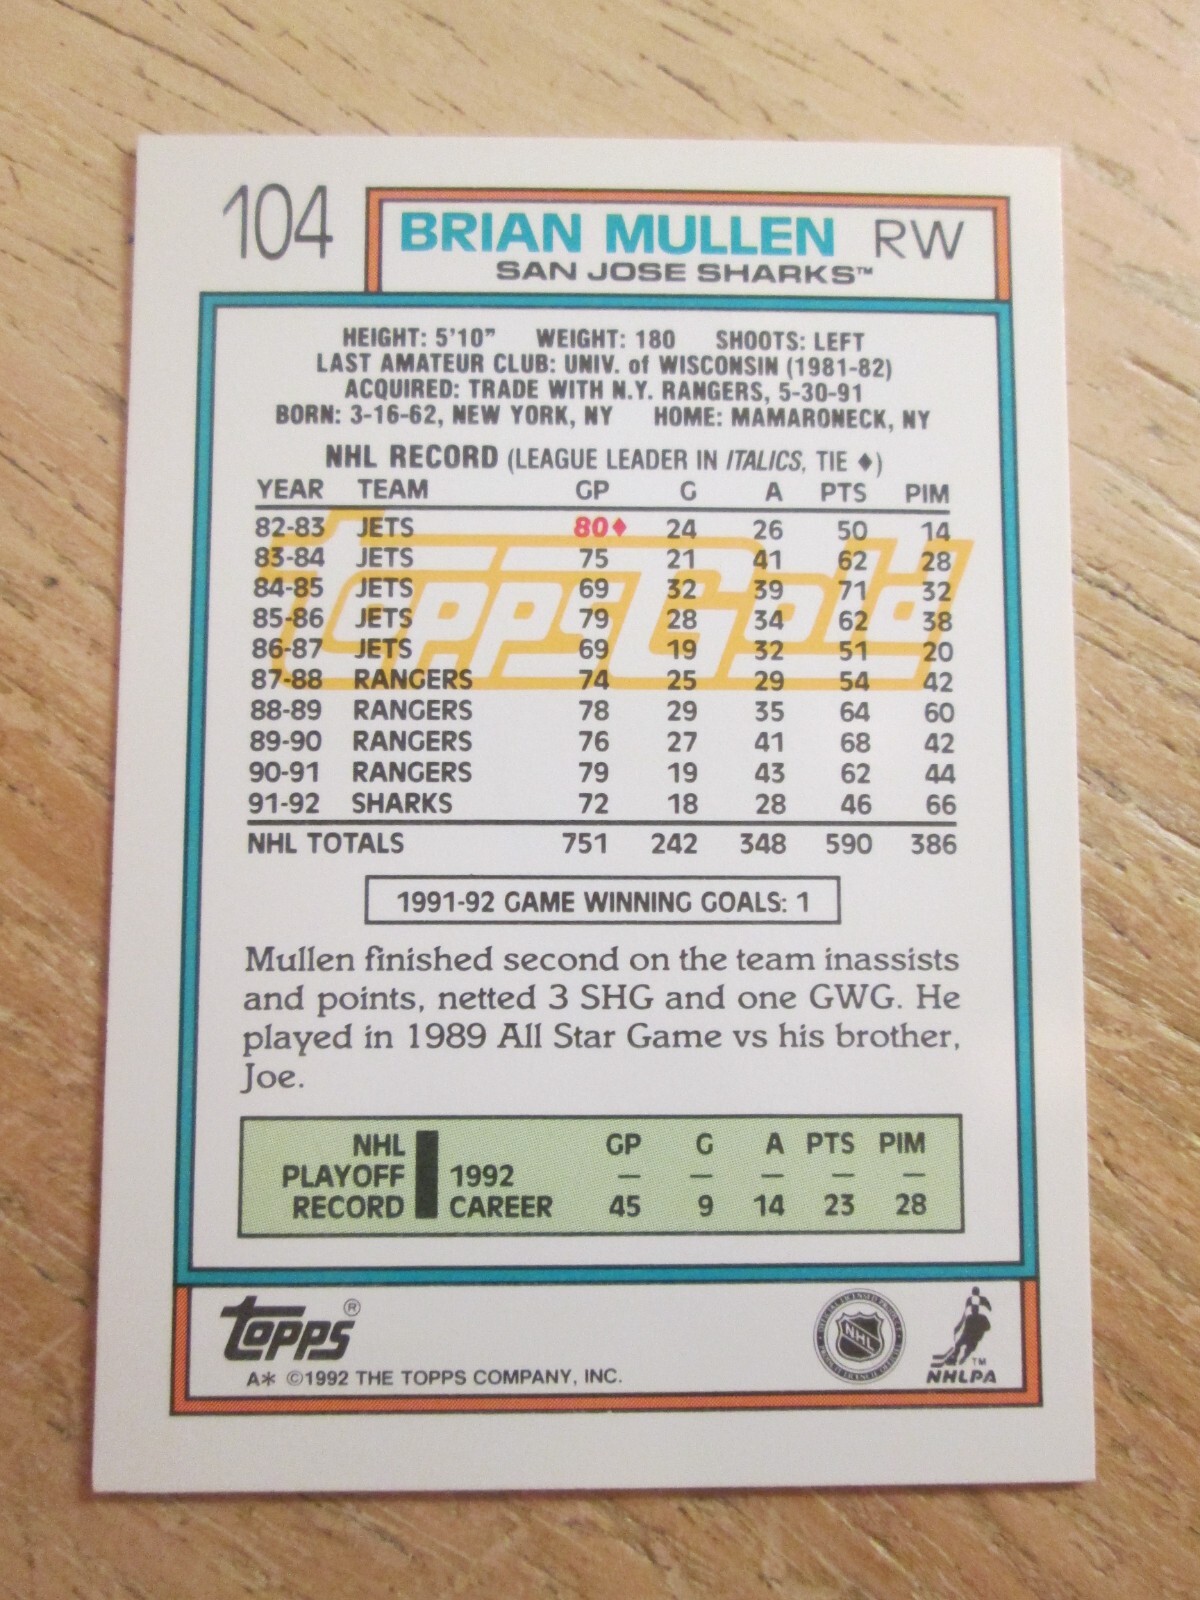 104 BRIAN MULLEN RW
SAN JOSE SHARKS™
HEIGHT: 5'10" WEIGHT: 180 SHOOTS: LEFT
LAST AMATEUR CLUB: UNIV. of WISCONSIN (1981-82)
ACQUIRED: TRADE WITH N.Y. RANGERS, 5-30-91
BORN: 3-16-62, NEW YORK, NY HOME: MAMARONECK, NY
NHL RECORD (LEAGUE LEADER IN ITALICS, TIE ♦)
YEAR TEAM GP G A PTS PIM
82-83 JETS 80♦ 24 26 50 14
83-84 JETS 75 21 41 62 28
84-85 JETS 69 32 39 71 32
85-86 JETS 79 28 34 62 38
86-87 JETS 69 19 32 51 20
87-88 RANGERS 74 25 29 54 42
88-89 RANGERS 78 29 35 64 60
89-90 RANGERS 76 27 41 68 42
90-91 RANGERS 79 19 43 62 44
91-92 SHARKS 72 18 28 46 66
NHL TOTALS 751 242 348 590 386
ToppsGold
1991-92 GAME WINNING GOALS: 1
Mullen finished second on the team inassists
and points, netted 3 SHG and one GWG. He
played in 1989 All Star Game vs his brother,
Joe.
NHL GP G A PTS PIM
PLAYOFF 1992 — — — — —
RECORD CAREER 45 9 14 23 28
Topps®
A* ©1992 THE TOPPS COMPANY, INC.
NHL
TM
NHLPA